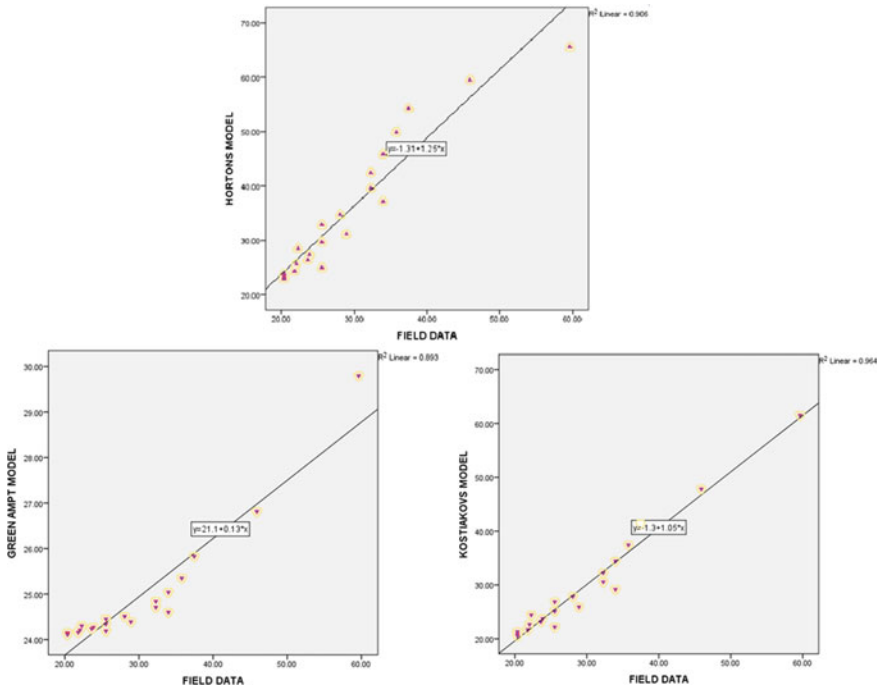 R2 Linear = 0.906
HORTONS MODEL
70.00
60.00
50.00
40.00
30.00
20.00
y=-1.31+1.25*x
20.00
30.00
40.00
50.00
60.00
FIELD DATA
R2 Linear = 0.893
GREEN AMPT MODEL
30.00
29.00
28.00
27.00
26.00
25.00
24.00
y=21.1+0.13*x
20.00
30.00
40.00
50.00
60.00
FIELD DATA
R2 Linear = 0.964
KOSTIAKOVS MODEL
70.00
60.00
50.00
40.00
30.00
20.00
y=-1.3+1.05*x
20.00
30.00
40.00
50.00
60.00
FIELD DATA